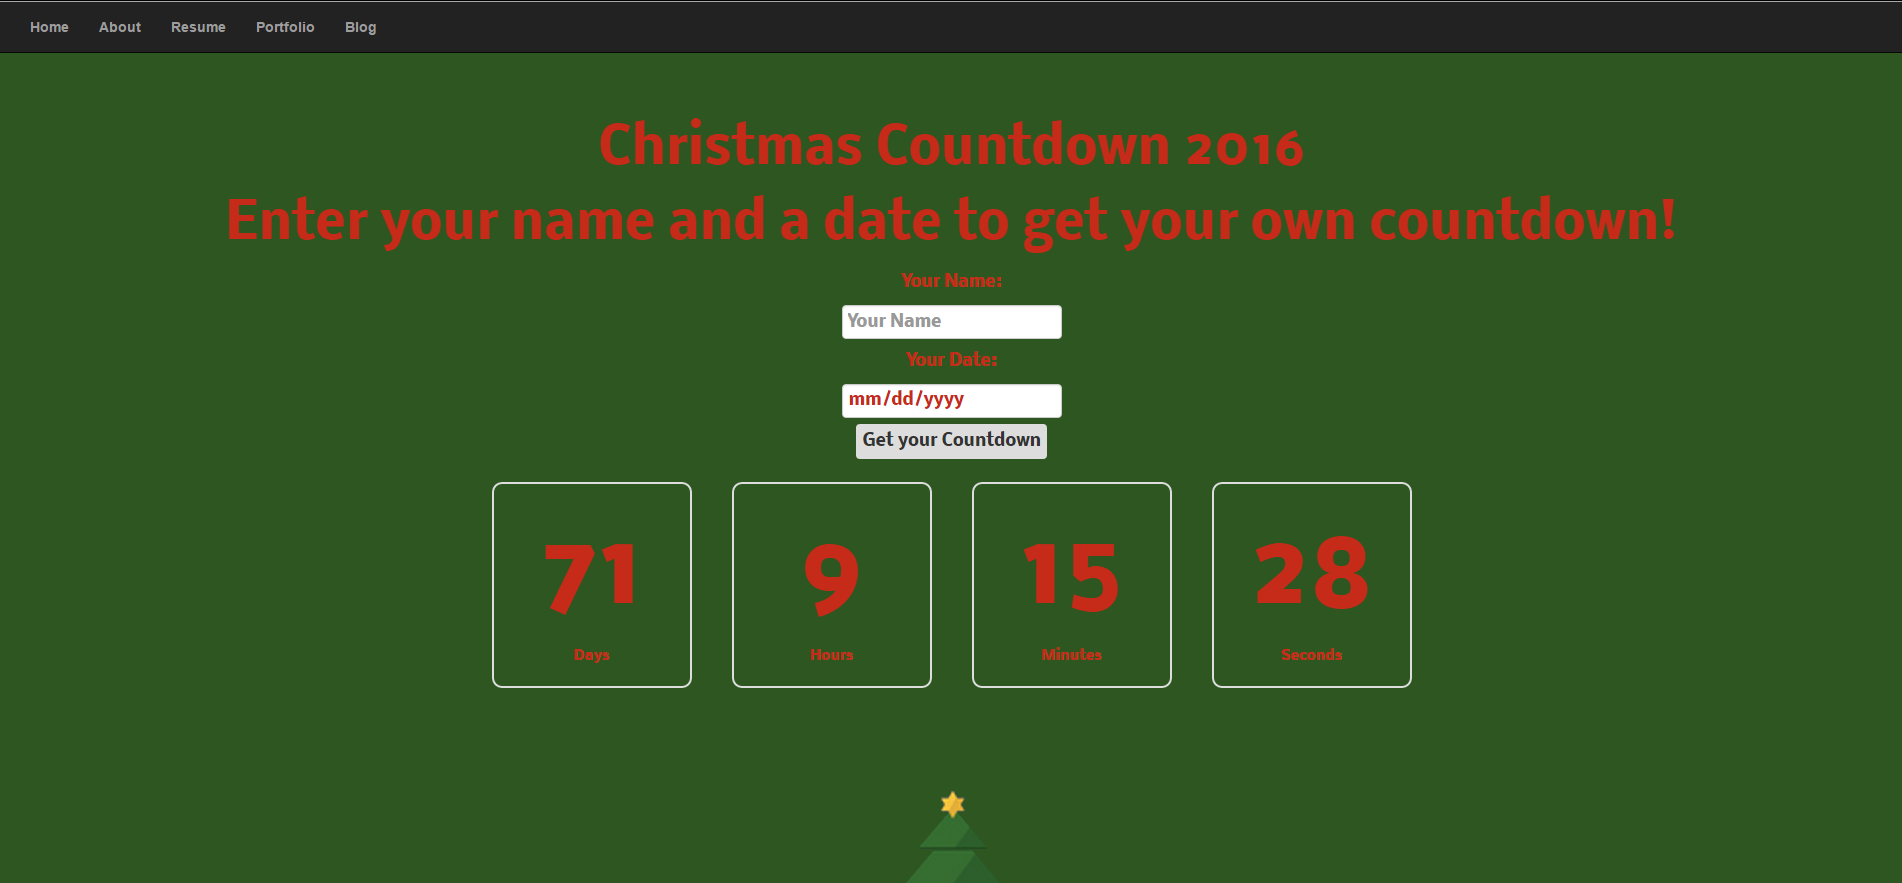 Home About Resume Portfolio Blog
Christmas Countdown 2016
Enter your name and a date to get your own countdown!
Your Name:
Your Name
Your Date:
mm/dd/yyyy
Get your Countdown
71 9 15 28
Days Hours Minutes Seconds